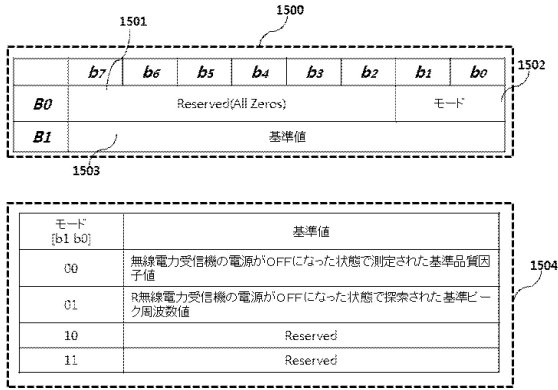 1500
1501
b7 b6 b5 b4 b3 b2 b1 b0
1502
B0 Reserved(All Zeros) モード
B1 基準値
1503
モード
[b1 b0] 基準値
00 無線電力受信機の電源がOFFになった状態で測定された基準品質因
子値
01 R無線電力受信機の電源がOFFになった状態で探索された基準ピー
ク周波数値
1504
10 Reserved
11 Reserved